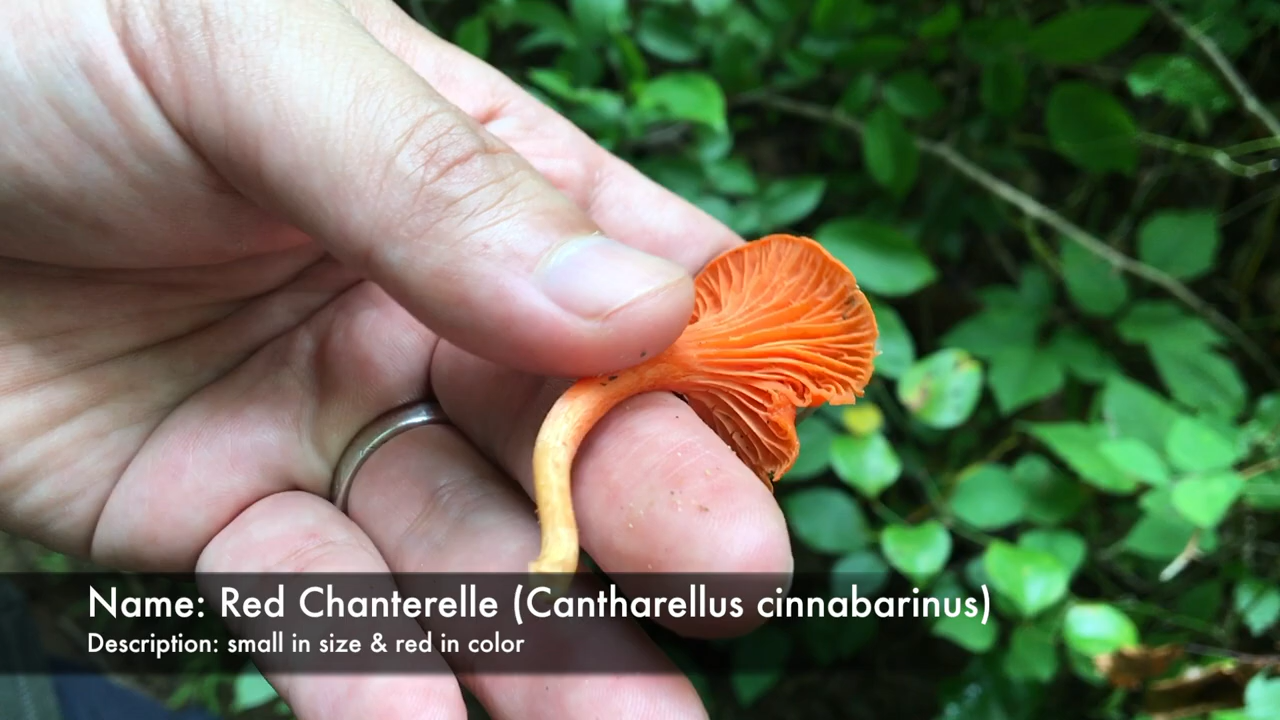 Name: Red Chanterelle (Cantharellus cinnabarinus)
Description: small in size & red in color